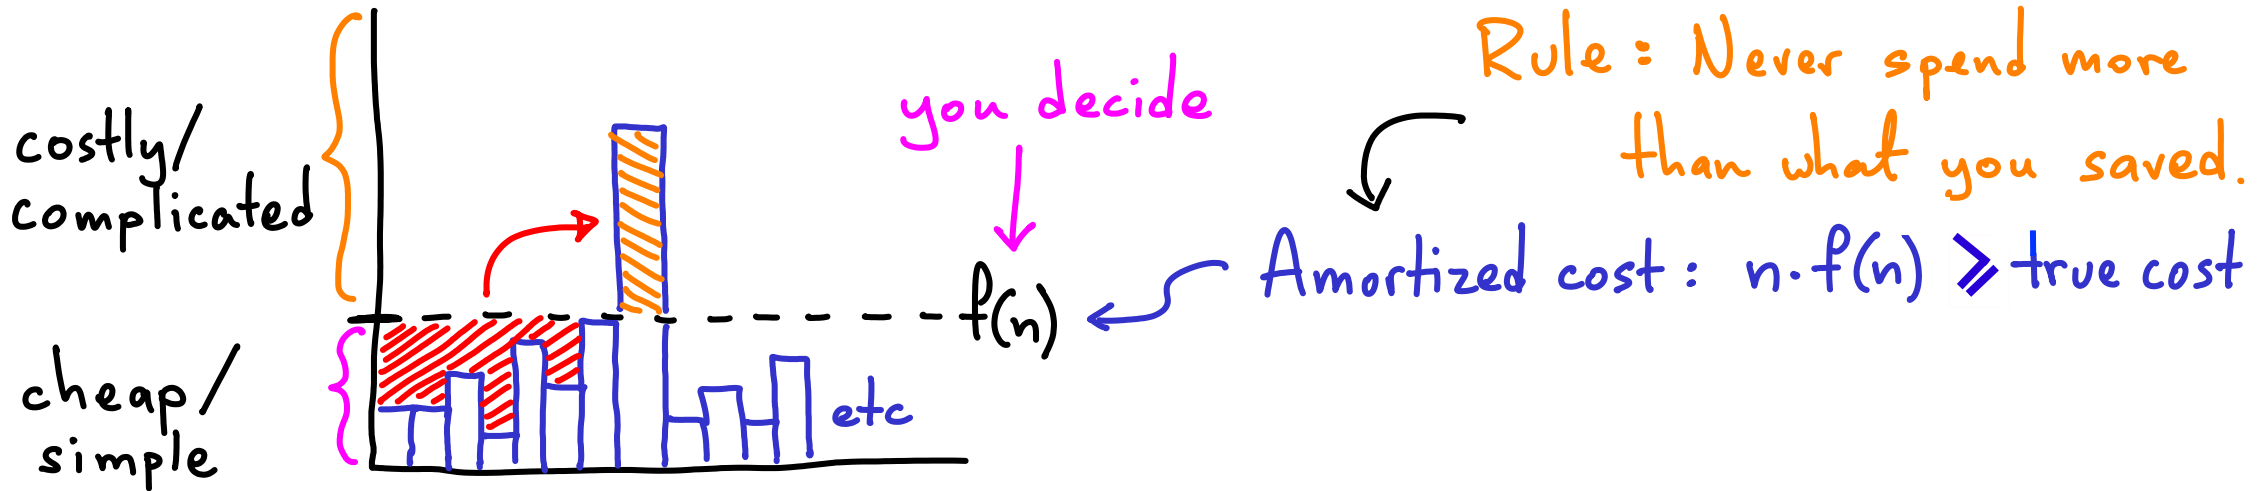 Rule: Never spend more
than what you saved.
you decide
costly/
complicated
f(n)
Amortized cost: n·f(n) ≥ true cost
cheap/
simple
etc